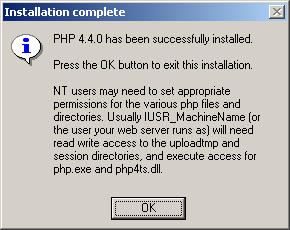 Installation complete
PHP 4.4.0 has been successfully installed.
Press the OK button to exit this installation.
NT users may need to set appropriate
permissions for the various php files and
directories. Usually IUSR_MachineName (or
the user your web server runs as) will need
read write access to the uploadtmp and
session directories, and execute access for
php.exe and php4ts.dll.
OK